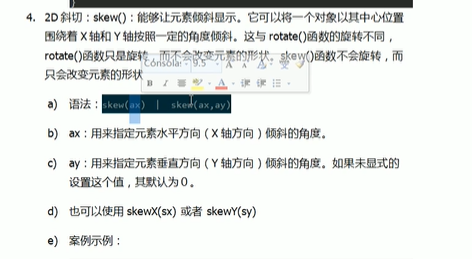 4. 2D 斜切：skew()：能够让元素倾斜显示。它可以将一个对象以其中心位置
围绕着 X 轴和 Y 轴按照一定的角度倾斜。这与 rotate()函数的旋转不同，
rotate()函数只是旋转，而不会改变元素的形状。skew()函数不会旋转，而
只会改变元素的形状
Consolas 9.5
B I
a) 语法：skew(ax) | skew(ax,ay)
b) ax：用来指定元素水平方向（X 轴方向）倾斜的角度。
c) ay：用来指定元素垂直方向（Y 轴方向）倾斜的角度。如果未显式的
设置这个值，其默认为 0。
d) 也可以使用 skewX(sx) 或者 skewY(sy)
e) 案例示例：